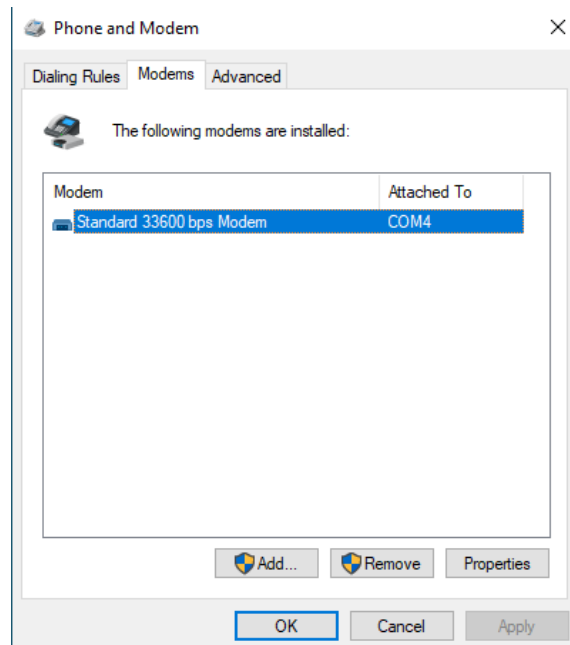 Phone and Modem
Dialing Rules Modems Advanced
The following modems are installed:
Modem Attached To
Standard 33600 bps Modem COM4
Add... Remove Properties
OK Cancel Apply